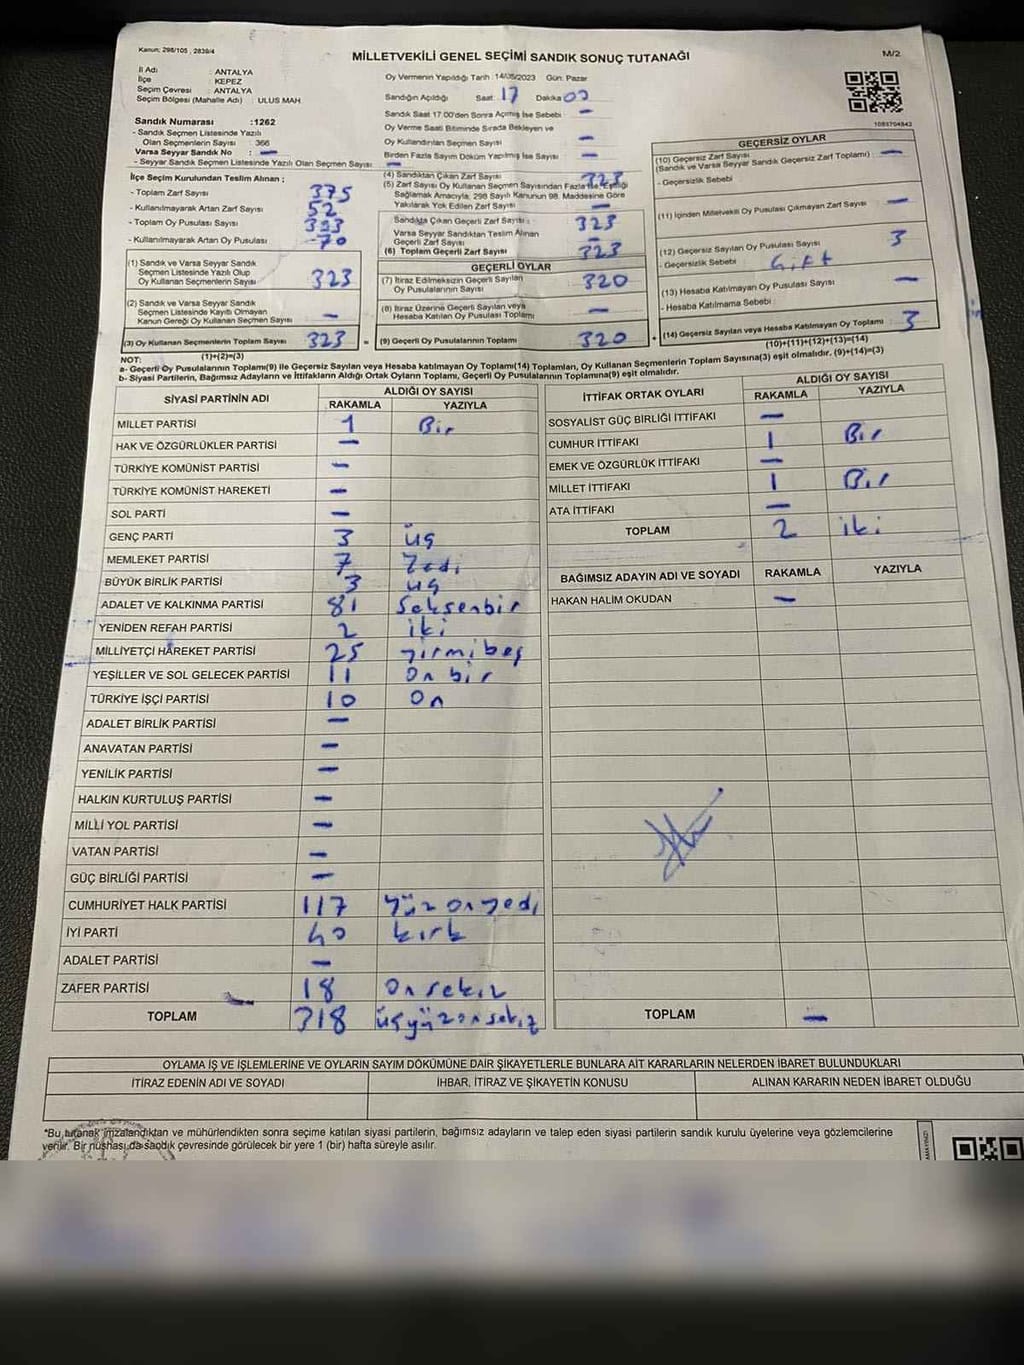 Kanun; 298/105 , 2839/4
MİLLETVEKİLİ GENEL SEÇİMİ SANDIK SONUÇ TUTANAĞI
M/2
İl Adı : ANTALYA
İlçe : KEPEZ
Seçim Çevresi : ANTALYA
Seçim Bölgesi (Mahalle Adı) : ULUS MAH.
Sandık Numarası :1262
- Sandık Seçmen Listesinde Yazılı
Olan Seçmenlerin Sayısı : 366
Varsa Seyyar Sandık No : –
- Seyyar Sandık Seçmen Listesinde Yazılı Olan Seçmen Sayısı: –
Oy Vermenin Yapıldığı Tarih :14/05/2023 Gün: Pazar
Sandığın Açıldığı Saat: 17 Dakika 00
Sandık Saat 17.00'den Sonra Açılmış İse Sebebi : –
Oy Verme Saati Bitiminde Sırada Bekleyen ve
Oy Kullandırılan Seçmen Sayısı : –
Birden Fazla Sayım Döküm Yapılmış İse Sayısı : –
1085704842
İlçe Seçim Kurulundan Teslim Alınan ;
- Toplam Zarf Sayısı : 375
- Kullanılmayarak Artan Zarf Sayısı : 52
- Toplam Oy Pusulası Sayısı : 393
- Kullanılmayarak Artan Oy Pusulası : 70
(1) Sandık ve Varsa Seyyar Sandık
Seçmen Listesinde Yazılı Olup
Oy Kullanan Seçmenlerin Sayısı : 323
(2) Sandık ve Varsa Seyyar Sandık
Seçmen Listesinde Kayıtlı Olmayan
Kanun Gereği Oy Kullanan Seçmen Sayısı : –
(3) Oy Kullanan Seçmenlerin Toplam Sayısı : 323 =
(1)+(2)=(3)
(4) Sandıktan Çıkan Zarf Sayısı : 323
(5) Zarf Sayısı Oy Kullanan Seçmen Sayısından Fazla İse, Eşitliği
Sağlamak Amacıyla; 298 Sayılı Kanunun 98. Maddesine Göre
Yakılarak Yok Edilen Zarf Sayısı : –
Sandıkta Çıkan Geçerli Zarf Sayısı : 323
Varsa Seyyar Sandıktan Teslim Alınan
Geçerli Zarf Sayısı : –
(6) Toplam Geçerli Zarf Sayısı : 323
GEÇERLİ OYLAR
(7) İtiraz Edilmeksizin Geçerli Sayılan
Oy Pusulalarının Sayısı : 320
(8) İtiraz Üzerine Geçerli Sayılan veya
Hesaba Katılan Oy Pusulası Toplamı : –
(9) Geçerli Oy Pusulalarının Toplamı : 320 +
GEÇERSİZ OYLAR
(10) Geçersiz Zarf Sayısı
(Sandık ve Varsa Seyyar Sandık Geçersiz Zarf Toplamı) : –
- Geçersizlik Sebebi :
(11) İçinden Milletvekili Oy Pusulası Çıkmayan Zarf Sayısı : –
(12) Geçersiz Sayılan Oy Pusulası Sayısı : 3
- Geçersizlik Sebebi : Çift
(13) Hesaba Katılmayan Oy Pusulası Sayısı : –
- Hesaba Katılmama Sebebi :
(14) Geçersiz Sayılan veya Hesaba Katılmayan Oy Toplamı : 3
(10)+(11)+(12)+(13)=(14)
NOT:
a- Geçerli Oy Pusulalarının Toplamı(9) ile Geçersiz Sayılan veya Hesaba katılmayan Oy Toplamı(14) Toplamları, Oy Kullanan Seçmenlerin Toplam Sayısına(3) eşit olmalıdır. (9)+(14)=(3)
b- Siyasi Partilerin, Bağımsız Adayların ve İttifakların Aldığı Ortak Oyların Toplamı, Geçerli Oy Pusulalarının Toplamına(9) eşit olmalıdır.
SİYASİ PARTİNİN ADI ALDIĞI OY SAYISI
RAKAMLA YAZIYLA
MİLLET PARTİSİ 1 Bir
HAK VE ÖZGÜRLÜKLER PARTİSİ –
TÜRKİYE KOMÜNİST PARTİSİ –
TÜRKİYE KOMÜNİST HAREKETİ –
SOL PARTİ –
GENÇ PARTİ 3 üç
MEMLEKET PARTİSİ 7 Yedi
BÜYÜK BİRLİK PARTİSİ 3 üç
ADALET VE KALKINMA PARTİSİ 81 Seksenbir
YENİDEN REFAH PARTİSİ 2 iki
MİLLİYETÇİ HAREKET PARTİSİ 25 yirmibeş
YEŞİLLER VE SOL GELECEK PARTİSİ 11 On bir
TÜRKİYE İŞÇİ PARTİSİ 10 On
ADALET BİRLİK PARTİSİ –
ANAVATAN PARTİSİ –
YENİLİK PARTİSİ –
HALKIN KURTULUŞ PARTİSİ –
MİLLİ YOL PARTİSİ –
VATAN PARTİSİ –
GÜÇ BİRLİĞİ PARTİSİ –
CUMHURİYET HALK PARTİSİ 117 yüz onyedi
İYİ PARTİ 40 kırk
ADALET PARTİSİ –
ZAFER PARTİSİ 18 Onsekiz
TOPLAM 318 üçyüzonsekiz
İTTİFAK ORTAK OYLARI ALDIĞI OY SAYISI
RAKAMLA YAZIYLA
SOSYALİST GÜÇ BİRLİĞİ İTTİFAKI –
CUMHUR İTTİFAKI 1 Bir
EMEK VE ÖZGÜRLÜK İTTİFAKI –
MİLLET İTTİFAKI 1 Bir
ATA İTTİFAKI –
TOPLAM 2 iki
BAĞIMSIZ ADAYIN ADI VE SOYADI RAKAMLA YAZIYLA
HAKAN HALİM OKUDAN –
TOPLAM –
OYLAMA İŞ VE İŞLEMLERİNE VE OYLARIN SAYIM DÖKÜMÜNE DAİR ŞİKAYETLERLE BUNLARA AİT KARARLARIN NELERDEN İBARET BULUNDUKLARI
İTİRAZ EDENİN ADI VE SOYADI İHBAR, İTİRAZ VE ŞİKAYETİN KONUSU ALINAN KARARIN NEDEN İBARET OLDUĞU
*Bu tutanak imzalandıktan ve mühürlendikten sonra seçime katılan siyasi partilerin, bağımsız adayların ve talep eden siyasi partilerin sandık kurulu üyelerine veya gözlemcilerine
verilir. Bir nüshası da sandık çevresinde görülecek bir yere 1 (bir) hafta süreyle asılır.